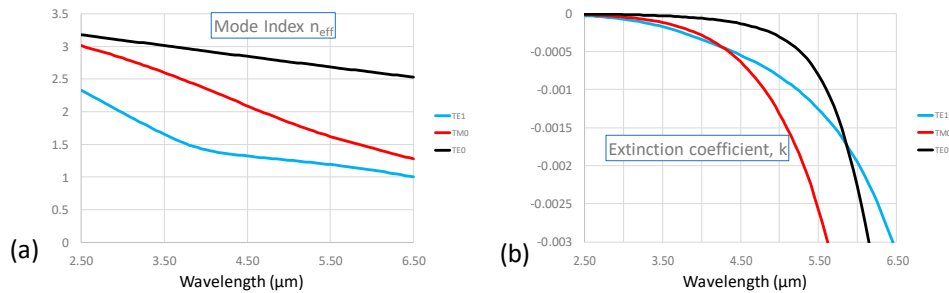 Mode Index neff
3.5
3
2.5
2
1.5
1
0.5
0
2.50 3.50 4.50 5.50 6.50
Wavelength (µm)
TE1
TM0
TE0
(a)
Extinction coefficient, k
0
-0.0005
-0.001
-0.0015
-0.002
-0.0025
-0.003
2.50 3.50 4.50 5.50 6.50
Wavelength (µm)
TE1
TM0
TE0
(b)